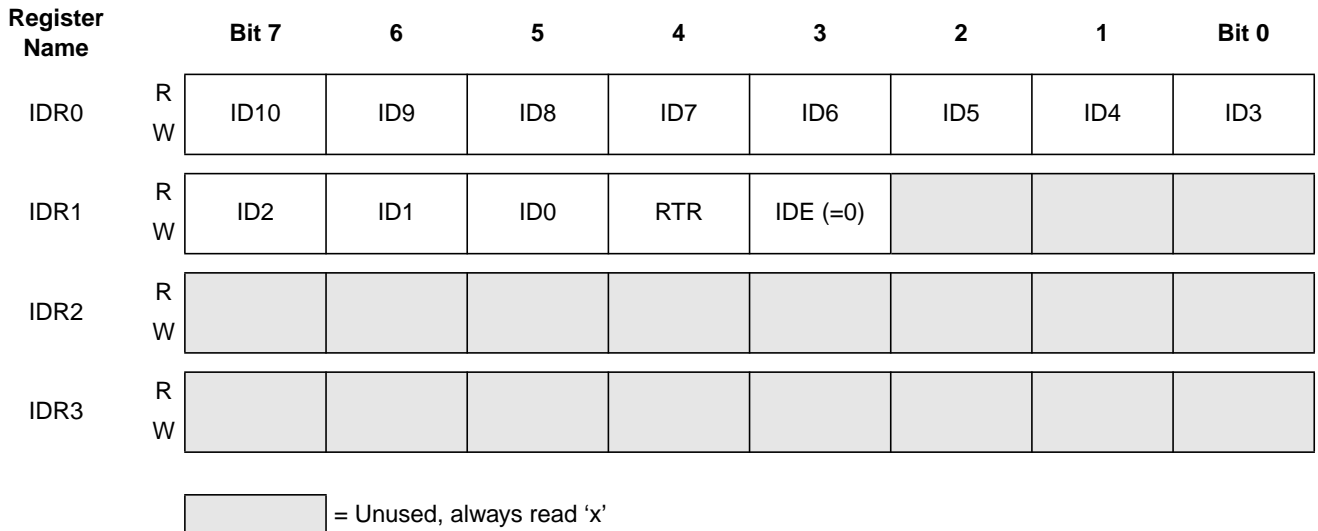 Register Name Bit 7 6 5 4 3 2 1 Bit 0
R
IDR0 ID10 ID9 ID8 ID7 ID6 ID5 ID4 ID3
W
R
IDR1 ID2 ID1 ID0 RTR IDE (=0)
W
R
IDR2
W
R
IDR3
W
= Unused, always read ‘x’